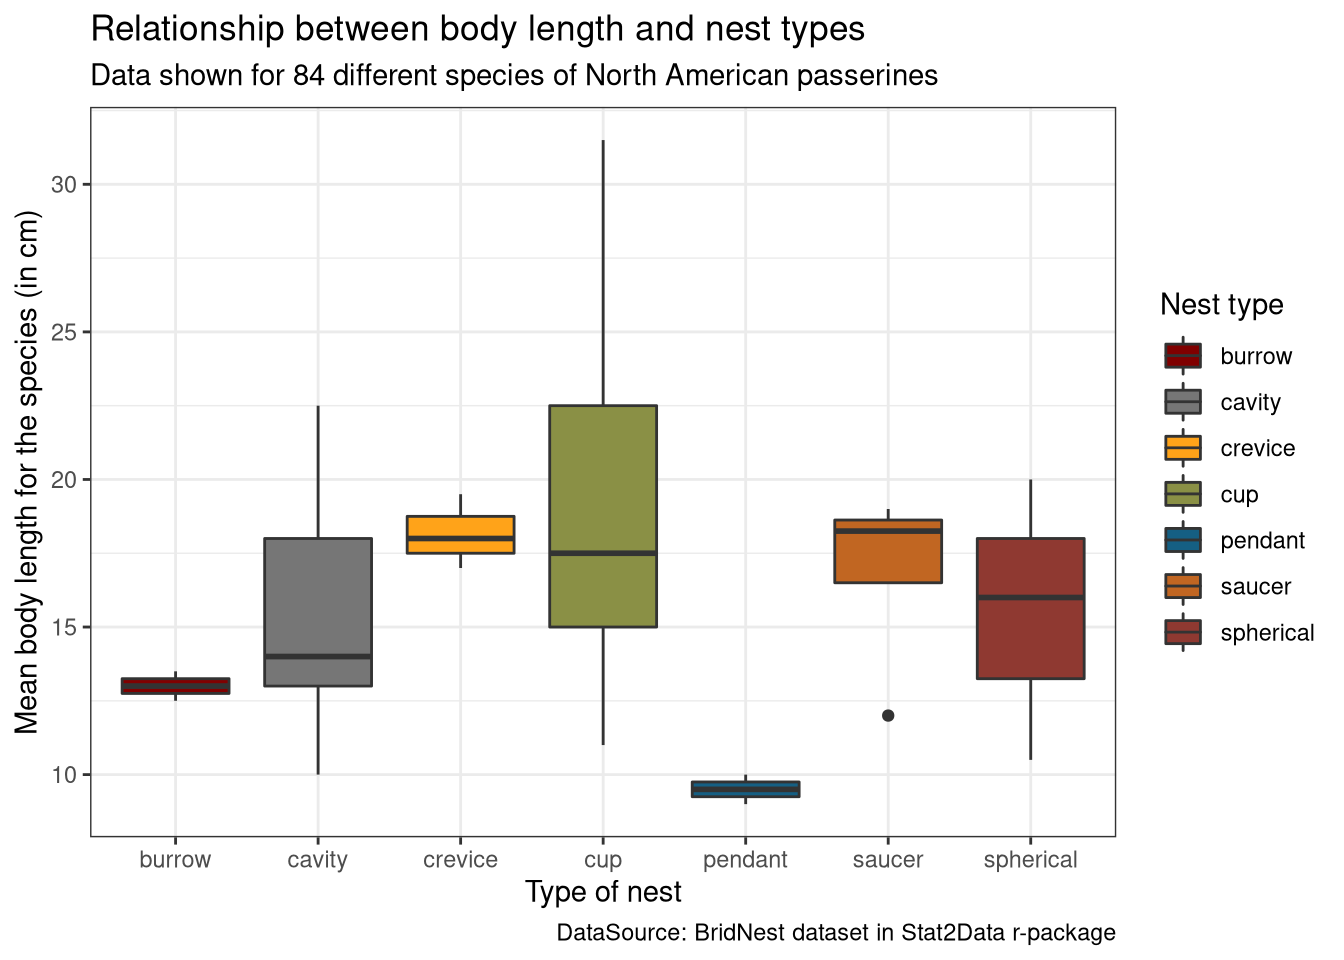 Relationship between body length and nest types
Data shown for 84 different species of North American passerines
Mean body length for the species (in cm)
30
25
20
15
10
burrow cavity crevice cup pendant saucer spherical
Type of nest
Nest type
burrow
cavity
crevice
cup
pendant
saucer
spherical
DataSource: BridNest dataset in Stat2Data r-package